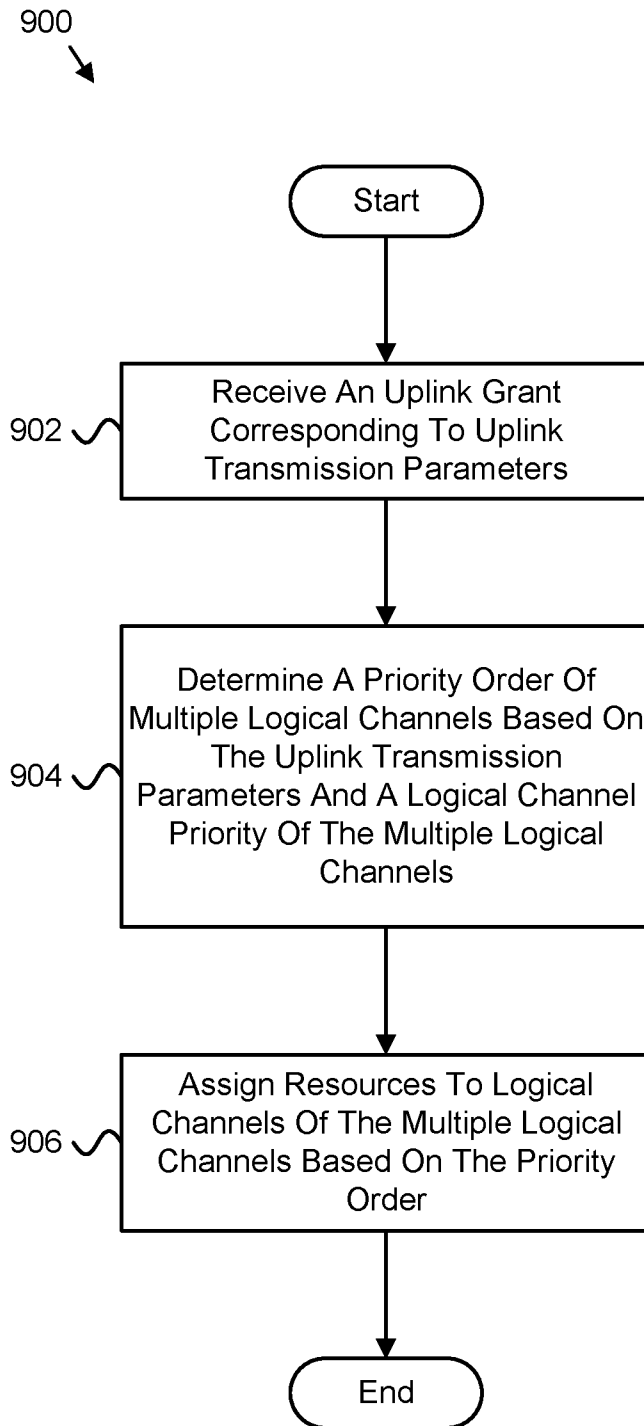 900
Start
902
Receive An Uplink Grant
Corresponding To Uplink
Transmission Parameters
904
Determine A Priority Order Of
Multiple Logical Channels Based On
The Uplink Transmission
Parameters And A Logical Channel
Priority Of The Multiple Logical
Channels
906
Assign Resources To Logical
Channels Of The Multiple Logical
Channels Based On The Priority
Order
End